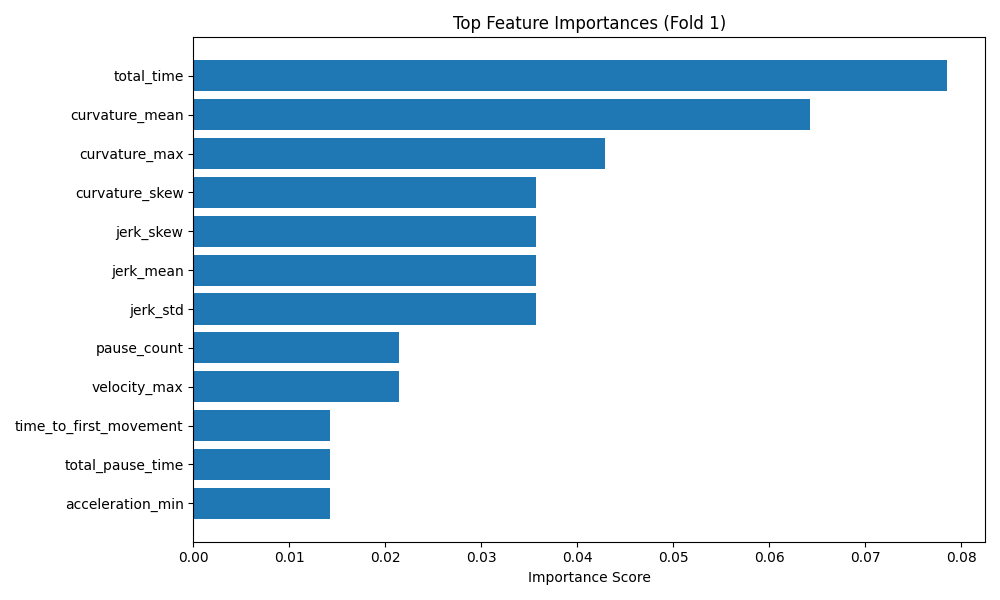 Top Feature Importances (Fold 1)
total_time
curvature_mean
curvature_max
curvature_skew
jerk_skew
jerk_mean
jerk_std
pause_count
velocity_max
time_to_first_movement
total_pause_time
acceleration_min
0.00 0.01 0.02 0.03 0.04 0.05 0.06 0.07 0.08
Importance Score